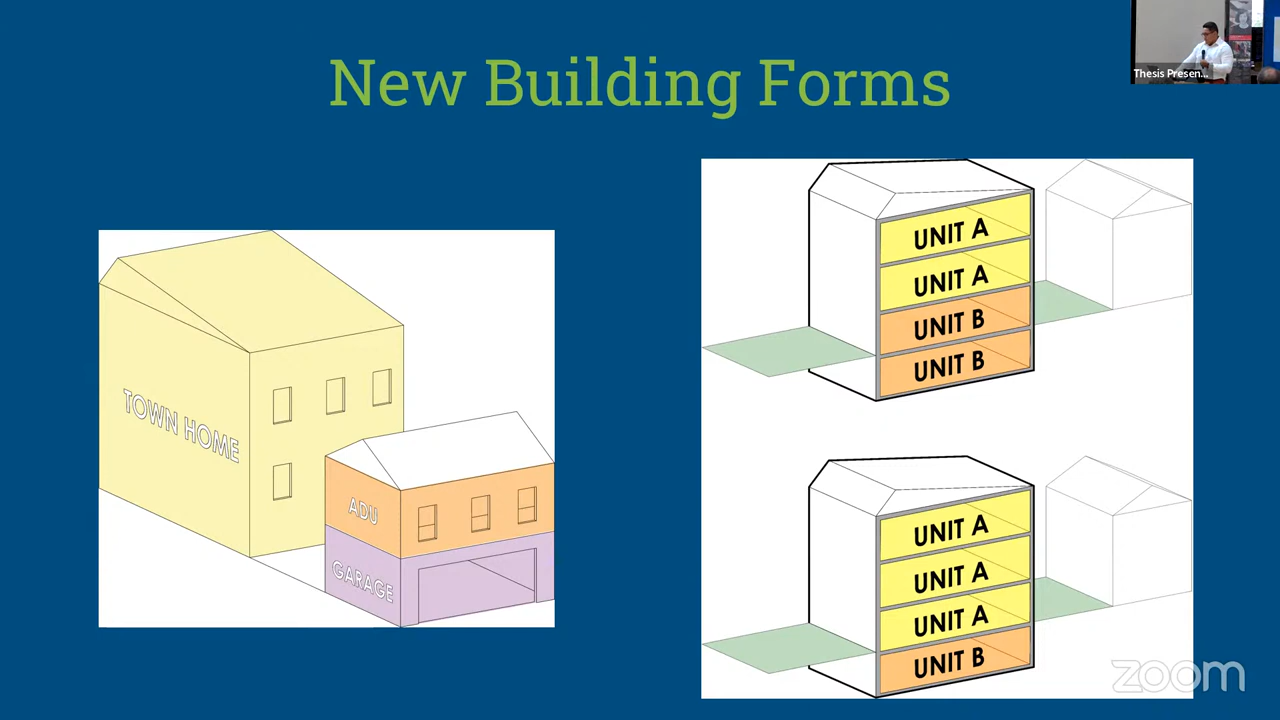 New Building Forms
Thesis Presen...
TOWN HOME
ADU
GARAGE
UNIT A
UNIT A
UNIT B
UNIT B
UNIT A
UNIT A
UNIT A
UNIT B
zoom